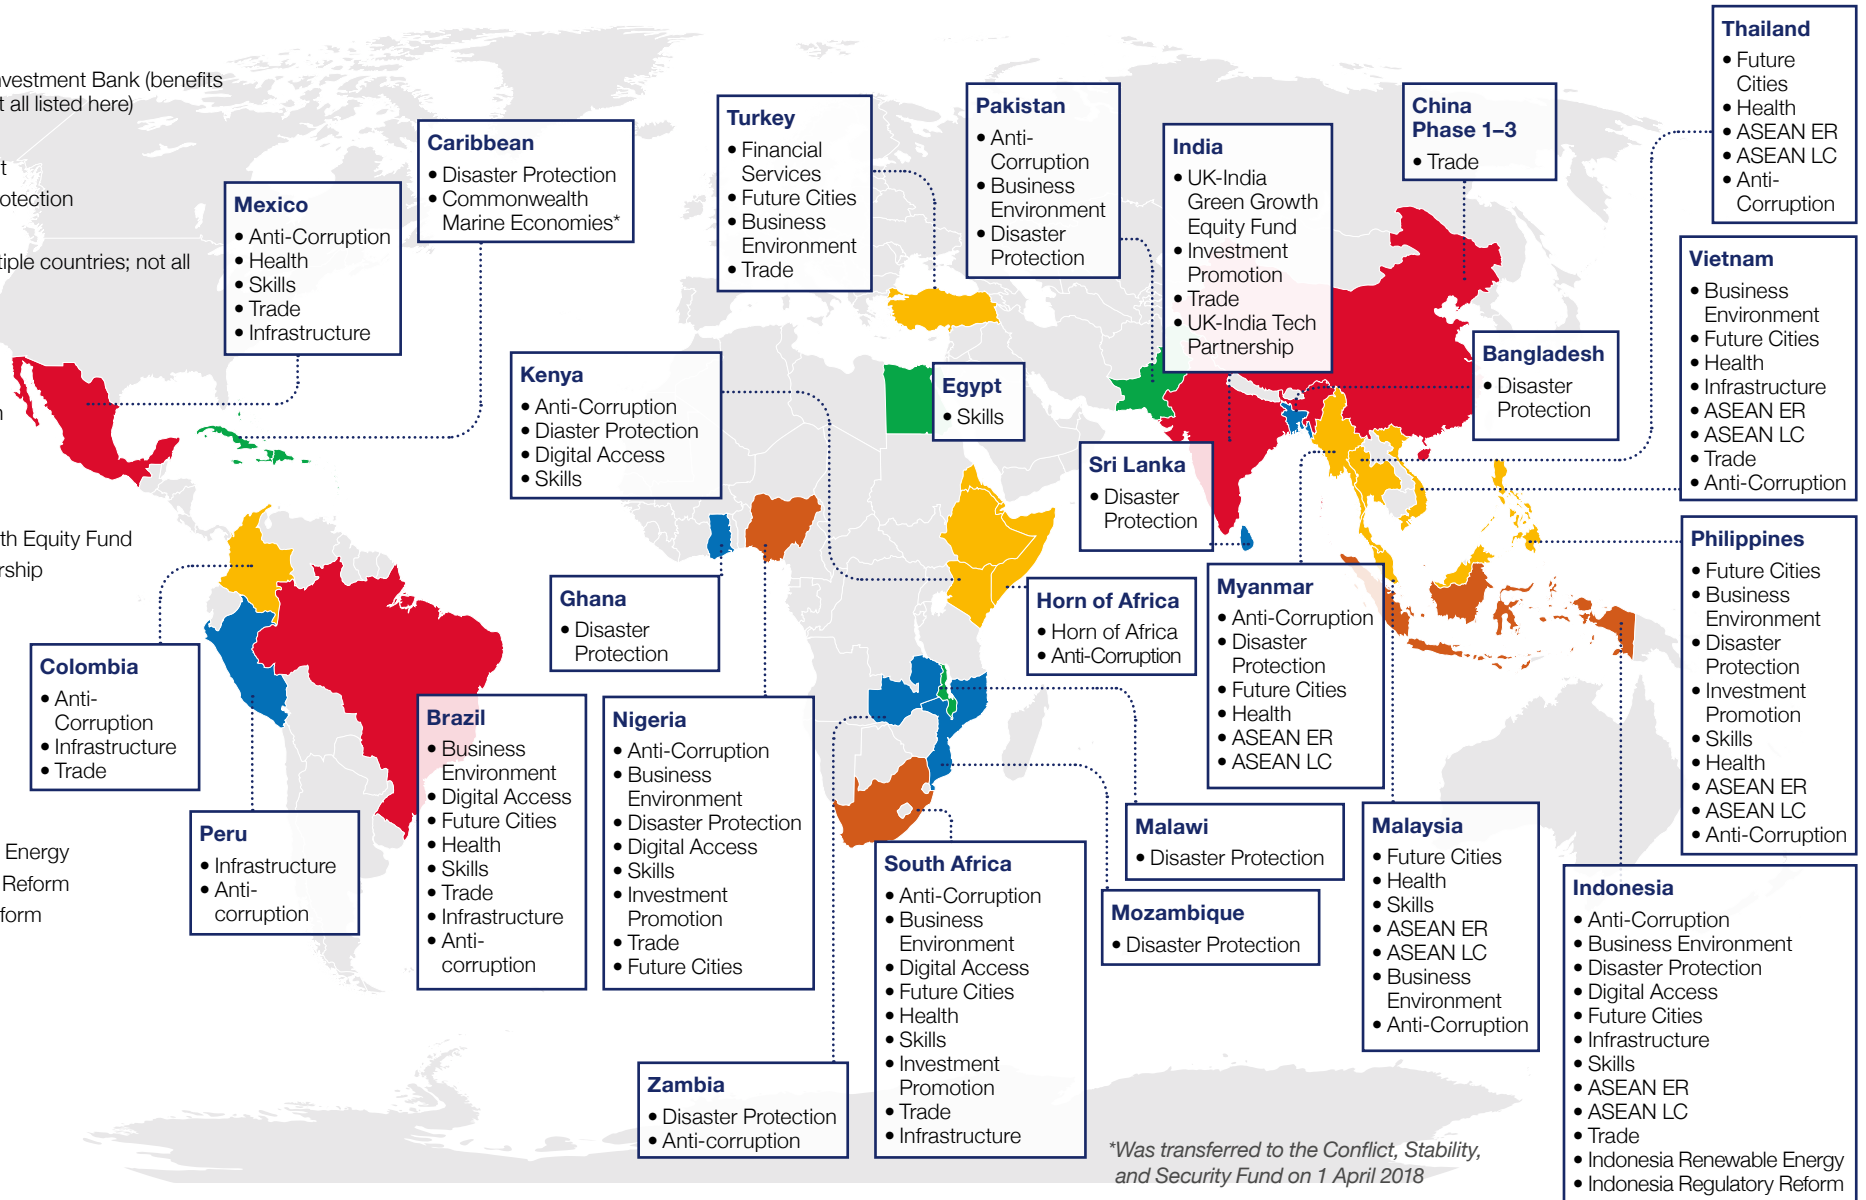 nvestment Bank (benefits
t all listed here)
t
otection
tiple countries; not all
n
th Equity Fund
rship
Energy
Reform
form
Mexico
• Anti-Corruption
• Health
• Skills
• Trade
• Infrastructure
Caribbean
• Disaster Protection
• Commonwealth
Marine Economies*
Turkey
• Financial
Services
• Future Cities
• Business
Environment
• Trade
Pakistan
• Anti-
Corruption
• Business
Environment
• Disaster
Protection
India
• UK-India
Green Growth
Equity Fund
• Investment
Promotion
• Trade
• UK-India Tech
Partnership
China
Phase 1–3
• Trade
Thailand
• Future
Cities
• Health
• ASEAN ER
• ASEAN LC
• Anti-
Corruption
Vietnam
• Business
Environment
• Future Cities
• Health
• Infrastructure
• ASEAN ER
• ASEAN LC
• Trade
• Anti-Corruption
Bangladesh
• Disaster
Protection
Kenya
• Anti-Corruption
• Diaster Protection
• Digital Access
• Skills
Egypt
• Skills
Sri Lanka
• Disaster
Protection
Philippines
• Future Cities
• Business
Environment
• Disaster
Protection
• Investment
Promotion
• Skills
• Health
• ASEAN ER
• ASEAN LC
• Anti-Corruption
Ghana
• Disaster
Protection
Horn of Africa
• Horn of Africa
• Anti-Corruption
Myanmar
• Anti-Corruption
• Disaster
Protection
• Future Cities
• Health
• ASEAN ER
• ASEAN LC
Colombia
• Anti-
Corruption
• Infrastructure
• Trade
Peru
• Infrastructure
• Anti-
corruption
Brazil
• Business
Environment
• Digital Access
• Future Cities
• Health
• Skills
• Trade
• Infrastructure
• Anti-
corruption
Nigeria
• Anti-Corruption
• Business
Environment
• Disaster Protection
• Digital Access
• Skills
• Investment
Promotion
• Trade
• Future Cities
South Africa
• Anti-Corruption
• Business
Environment
• Digital Access
• Future Cities
• Health
• Skills
• Investment
Promotion
• Trade
• Infrastructure
Malawi
• Disaster Protection
Mozambique
• Disaster Protection
Malaysia
• Future Cities
• Health
• Skills
• ASEAN ER
• ASEAN LC
• Business
Environment
• Anti-Corruption
Indonesia
• Anti-Corruption
• Business Environment
• Disaster Protection
• Digital Access
• Future Cities
• Infrastructure
• Skills
• ASEAN ER
• ASEAN LC
• Trade
• Indonesia Renewable Energy
• Indonesia Regulatory Reform
Zambia
• Disaster Protection
• Anti-corruption
*Was transferred to the Conflict, Stability,
and Security Fund on 1 April 2018